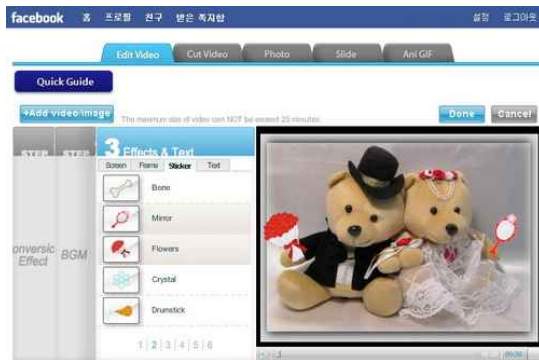 facebook 홈 프로필 친구 받은 쪽지함 설정 로그아웃
Edit Video Cut Video Photo Slide Ani GIF
Quick Guide
+Add video/image The maximum size of video can NOT be exceed 25 minutes. Done Cancel
STEP STEP 3 Effects & Text
Screen Frame Sticker Text
Bone
Mirror
Flowers
onversic Effect BGM
Crystal
Drumstick
1 | 2 | 3 | 4 | 5 | 6
00:30